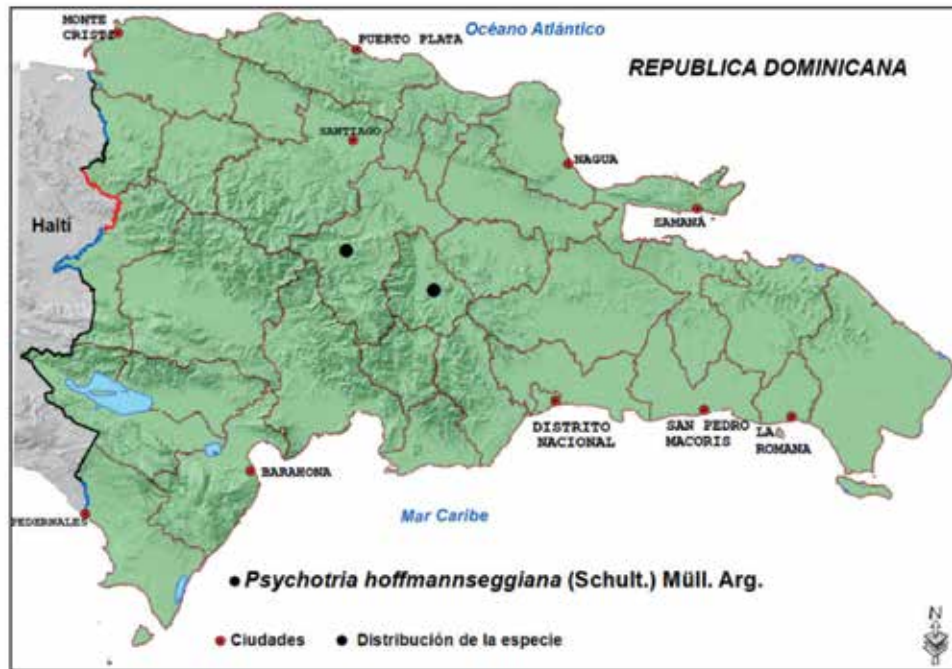 MONTE
CRISTI
PUERTO PLATA
Océano Atlántico
REPUBLICA DOMINICANA
SANTIAGO
NAGUA
SAMANÁ
Haití
DISTRITO
NACIONAL
SAN PEDRO
MACORIS
LA
ROMANA
BARAHONA
PEDERNALES
Mar Caribe
Psychotria hoffmannseggiana (Schult.) Müll. Arg.
Ciudades
Distribución de la especie
N